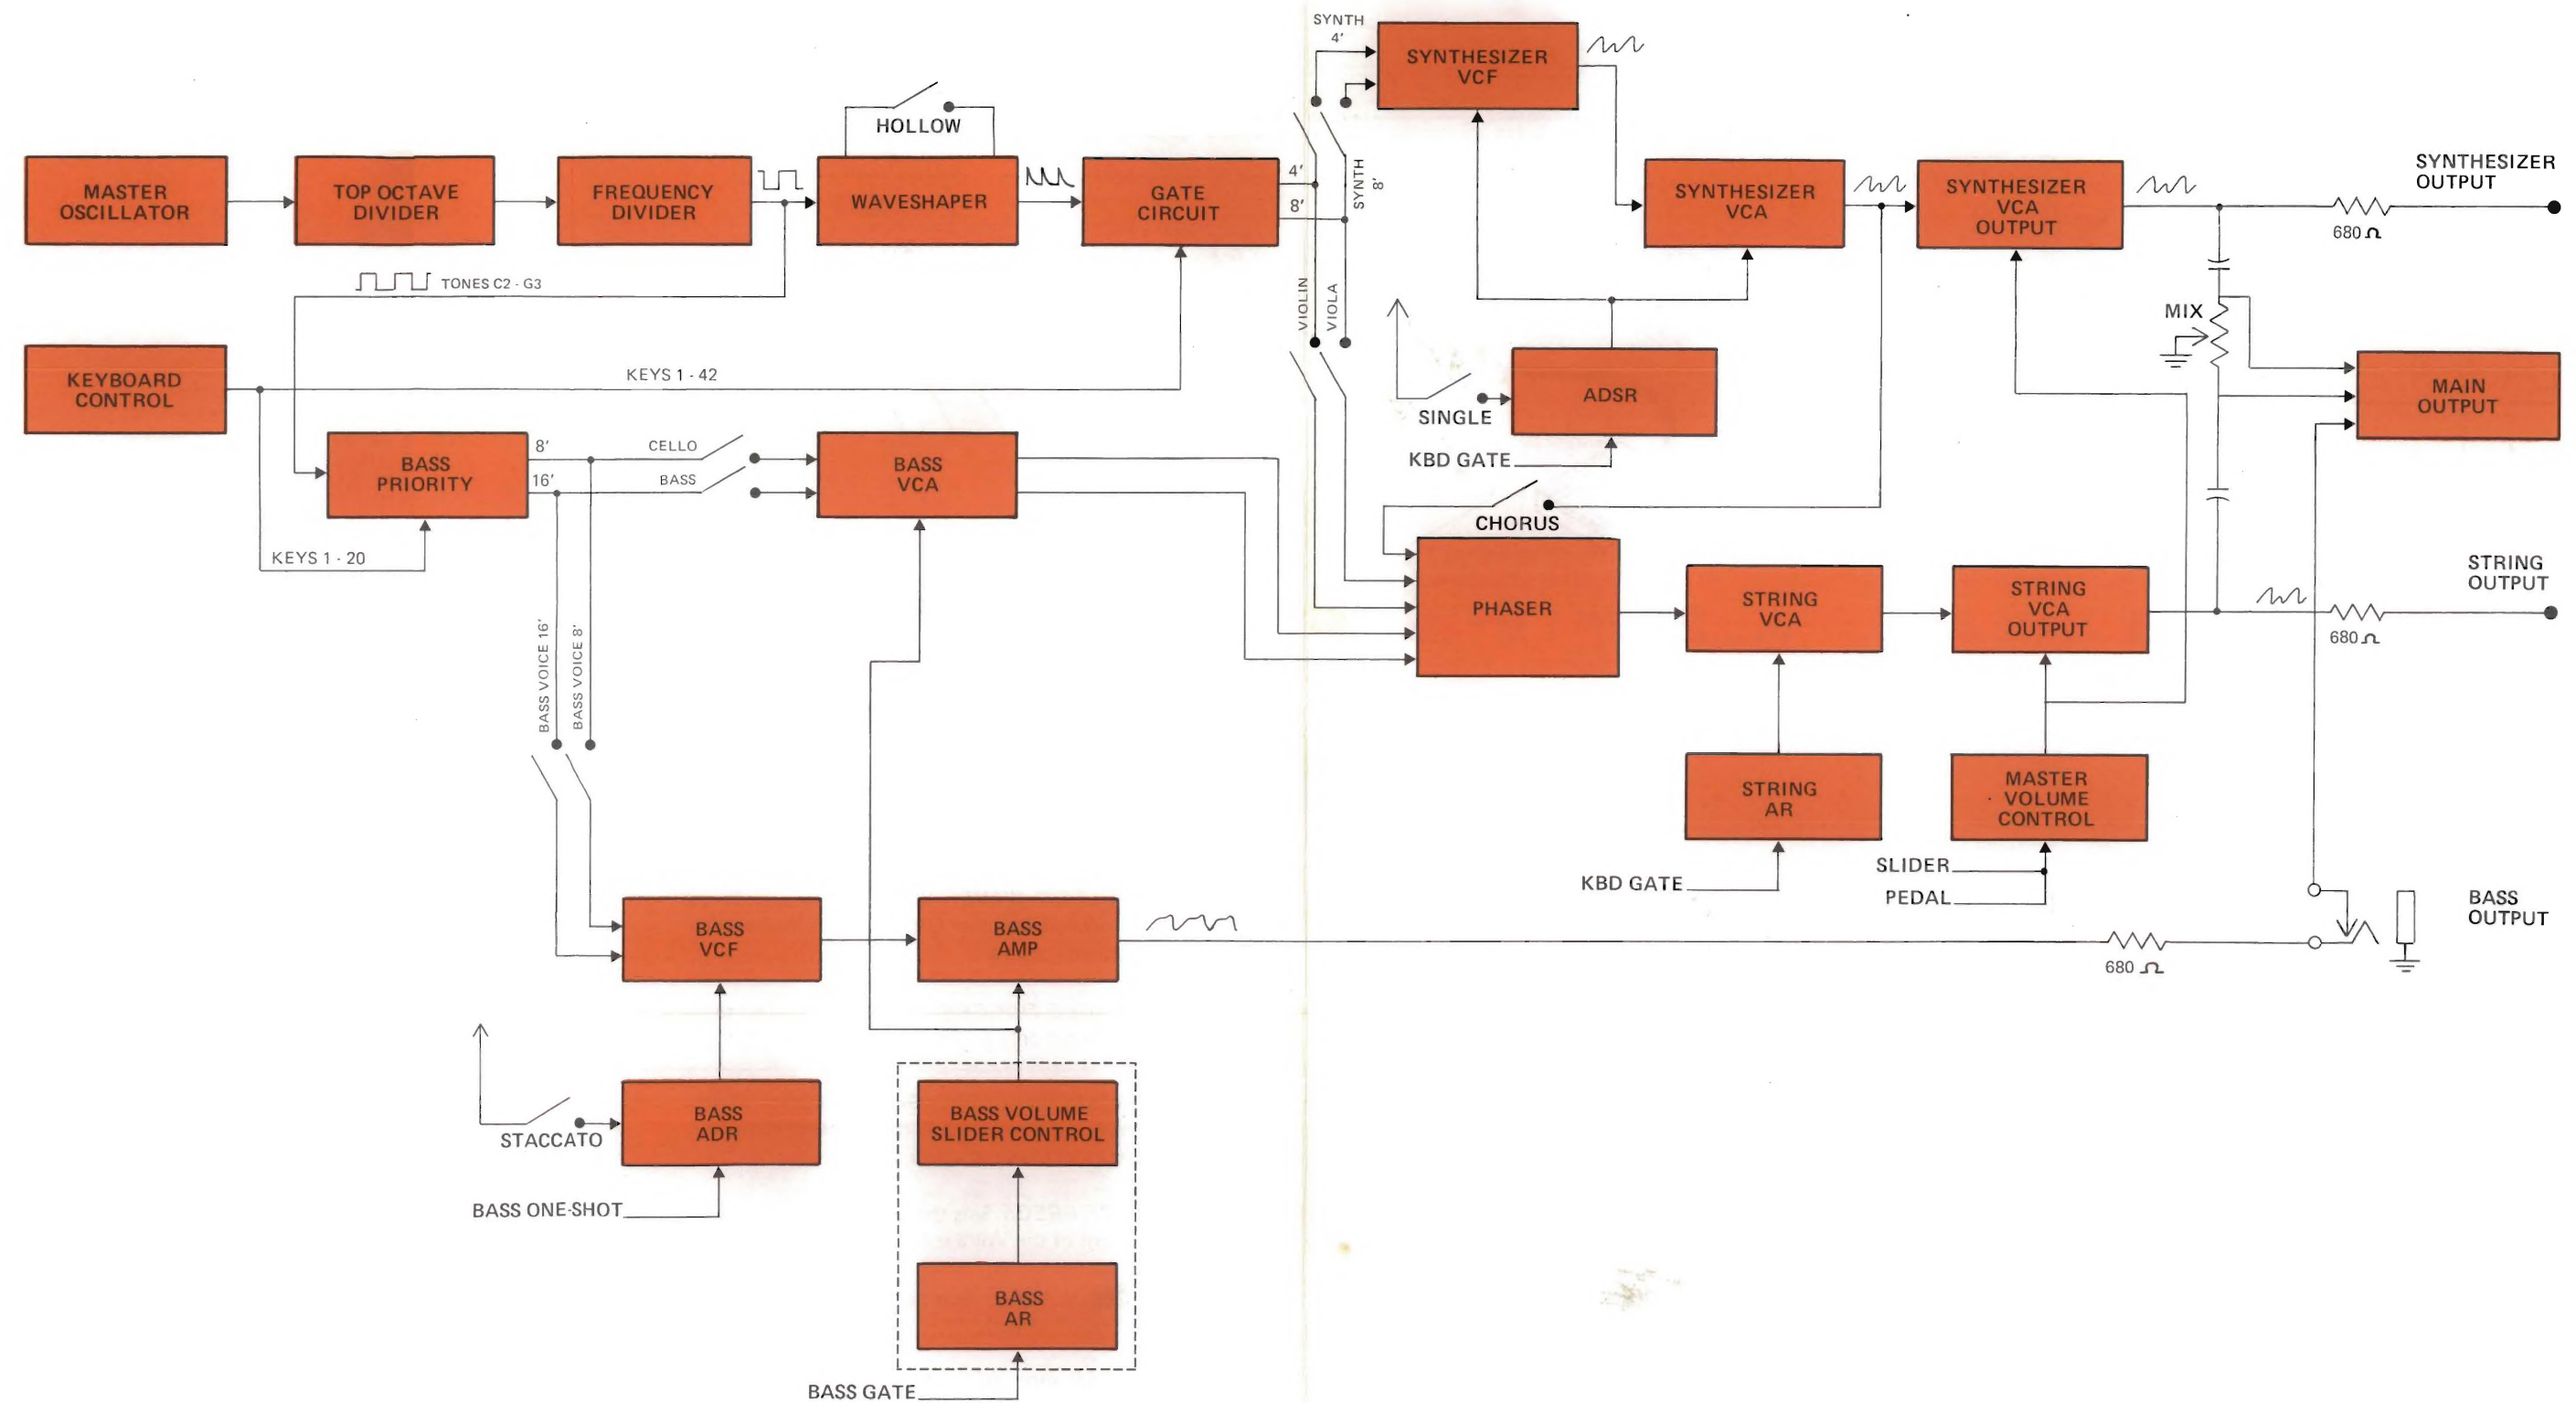 SYNTH
4'
SYNTHESIZER
VCF
HOLLOW
MASTER
OSCILLATOR
TOP OCTAVE
DIVIDER
FREQUENCY
DIVIDER
WAVESHAPER
GATE
CIRCUIT
4'
8'
SYNTH
8'
SYNTHESIZER
VCA
SYNTHESIZER
VCA
OUTPUT
SYNTHESIZER
OUTPUT
680 Ω
TONES C2 - G3
VIOLIN
VIOLA
MIX
KEYBOARD
CONTROL
KEYS 1 - 42
SINGLE
ADSR
KBD GATE
MAIN
OUTPUT
BASS
PRIORITY
8'
16'
CELLO
BASS
BASS
VCA
KEYS 1 - 20
CHORUS
PHASER
STRING
VCA
STRING
VCA
OUTPUT
STRING
OUTPUT
680 Ω
BASS VOICE 16'
BASS VOICE 8'
STRING
AR
MASTER
VOLUME
CONTROL
KBD GATE
SLIDER
PEDAL
BASS
VCF
BASS
AMP
680 Ω
BASS
OUTPUT
STACCATO
BASS
ADR
BASS VOLUME
SLIDER CONTROL
BASS ONE-SHOT
BASS
AR
BASS GATE